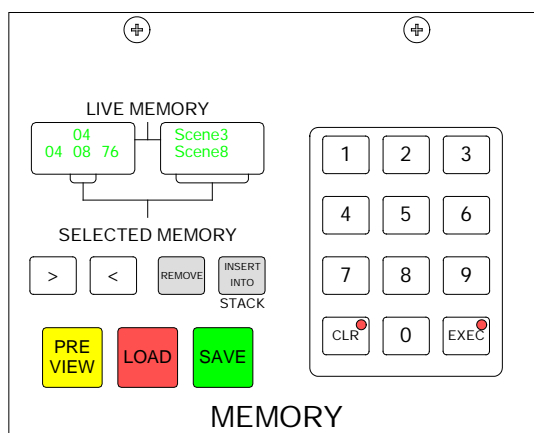 LIVE MEMORY
04
04 08 76
Scene3
Scene8
SELECTED MEMORY
>
<
REMOVE
INSERT
INTO
STACK
PRE
VIEW
LOAD
SAVE
1 2 3
4 5 6
7 8 9
CLR 0 EXEC
MEMORY